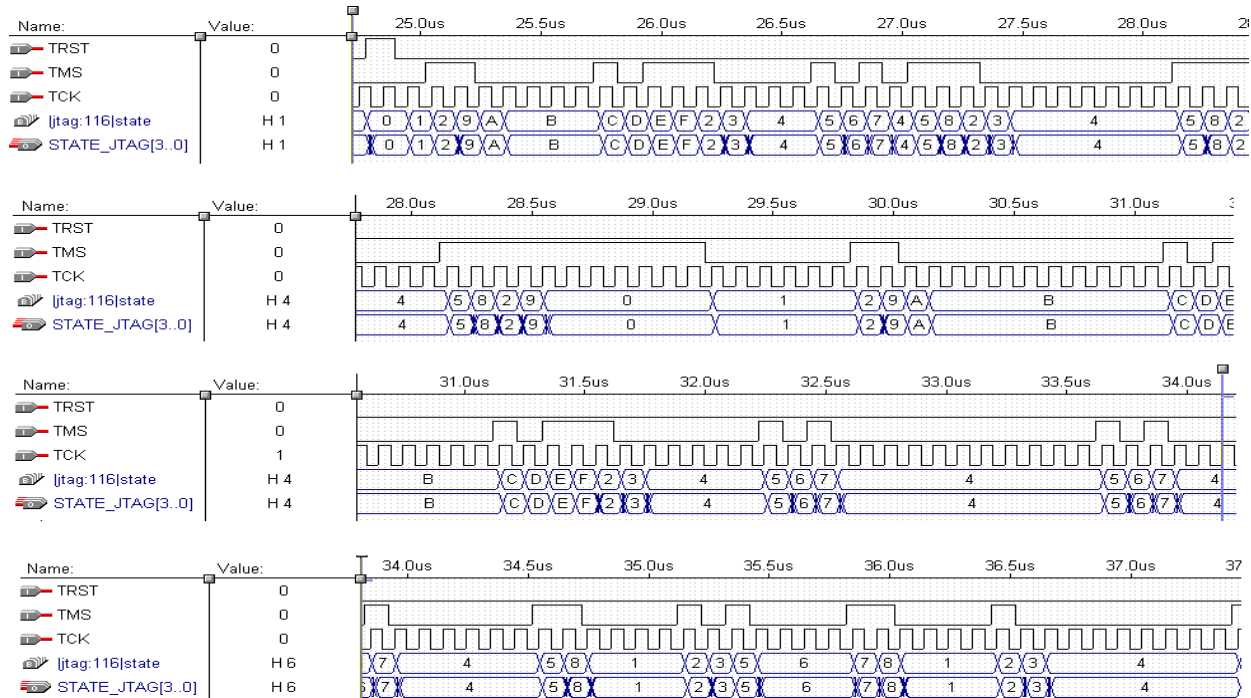 Name: Value: 25.0us 25.5us 26.0us 26.5us 27.0us 27.5us 28.0us 28
TRST 0
TMS 0
TCK 0
|jtag:116|state H 1 0 1 2 9 A B C D E F 2 3 4 5 6 7 4 5 8 2 3 4 5 8 2
STATE_JTAG[3..0] H 1 0 1 2 9 A B C D E F 2 3 4 5 6 7 4 5 8 2 3 4 5 8 2
Name: Value: 28.0us 28.5us 29.0us 29.5us 30.0us 30.5us 31.0us 3
TRST 0
TMS 0
TCK 0
|jtag:116|state H 4 4 5 8 2 9 0 1 2 9 A B C D E
STATE_JTAG[3..0] H 4 4 5 8 2 9 0 1 2 9 A B C D E
Name: Value: 31.0us 31.5us 32.0us 32.5us 33.0us 33.5us 34.0us
TRST 0
TMS 0
TCK 1
|jtag:116|state H 4 B C D E F 2 3 4 5 6 7 4 5 6 7 4
STATE_JTAG[3..0] H 4 B C D E F 2 3 4 5 6 7 4 5 6 7 4
Name: Value: 34.0us 34.5us 35.0us 35.5us 36.0us 36.5us 37.0us 37
TRST 0
TMS 0
TCK 0
|jtag:116|state H 6 7 4 5 8 1 2 3 5 6 7 8 1 2 3 4
STATE_JTAG[3..0] H 6 7 4 5 8 1 2 3 5 6 7 8 1 2 3 4